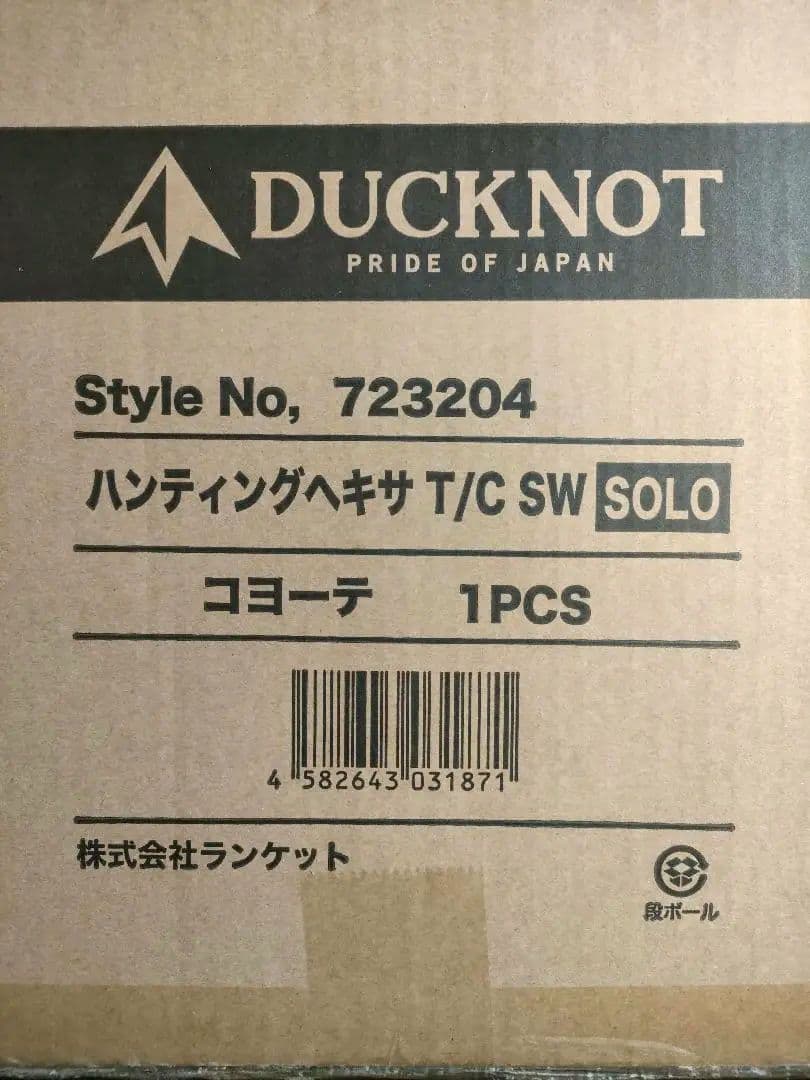 DUCKNOT
PRIDE OF JAPAN
Style No, 723204
ハンティングヘキサ T/C SW SOLO
コヨーテ 1PCS
4 582643 031871
株式会社ランケット
段ボール